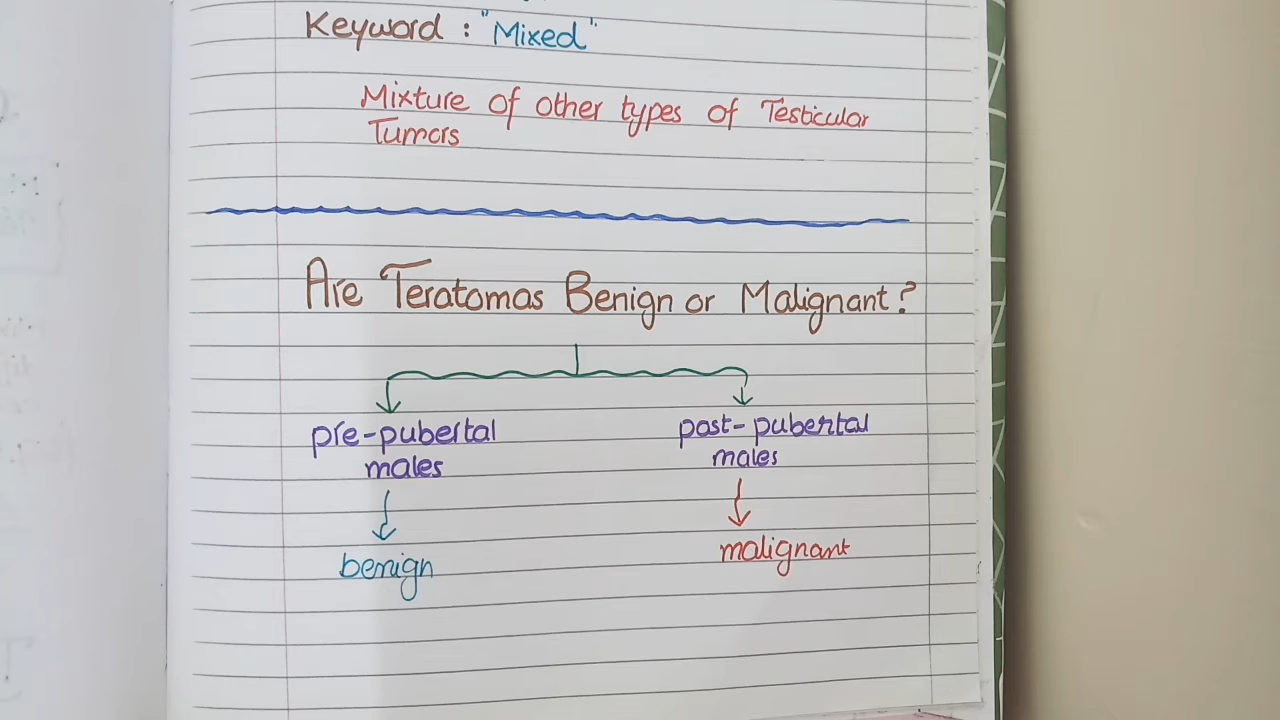 Keyword : "Mixed"
Mixture of other types of Testicular
Tumors
Are Teratomas Benign or Malignant?
pre-pubertal
males
post-pubertal
males
benign
malignant